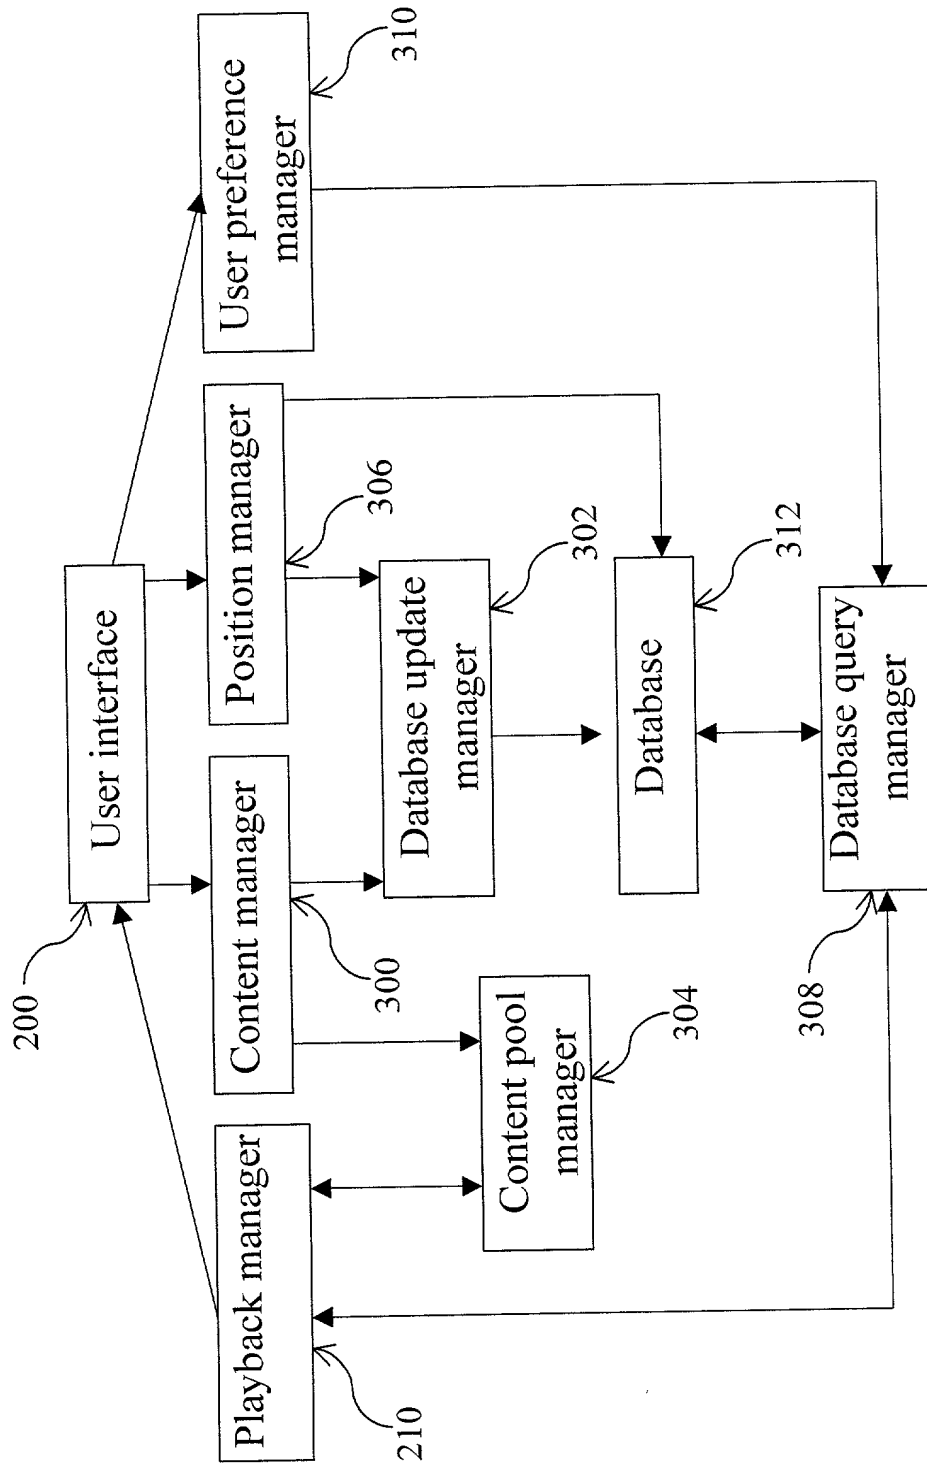 200
User interface
Playback manager
210
Content manager
300
Position manager
306
User preference
manager
310
Content pool
manager
304
Database update
manager
302
Database
312
308
Database query
manager